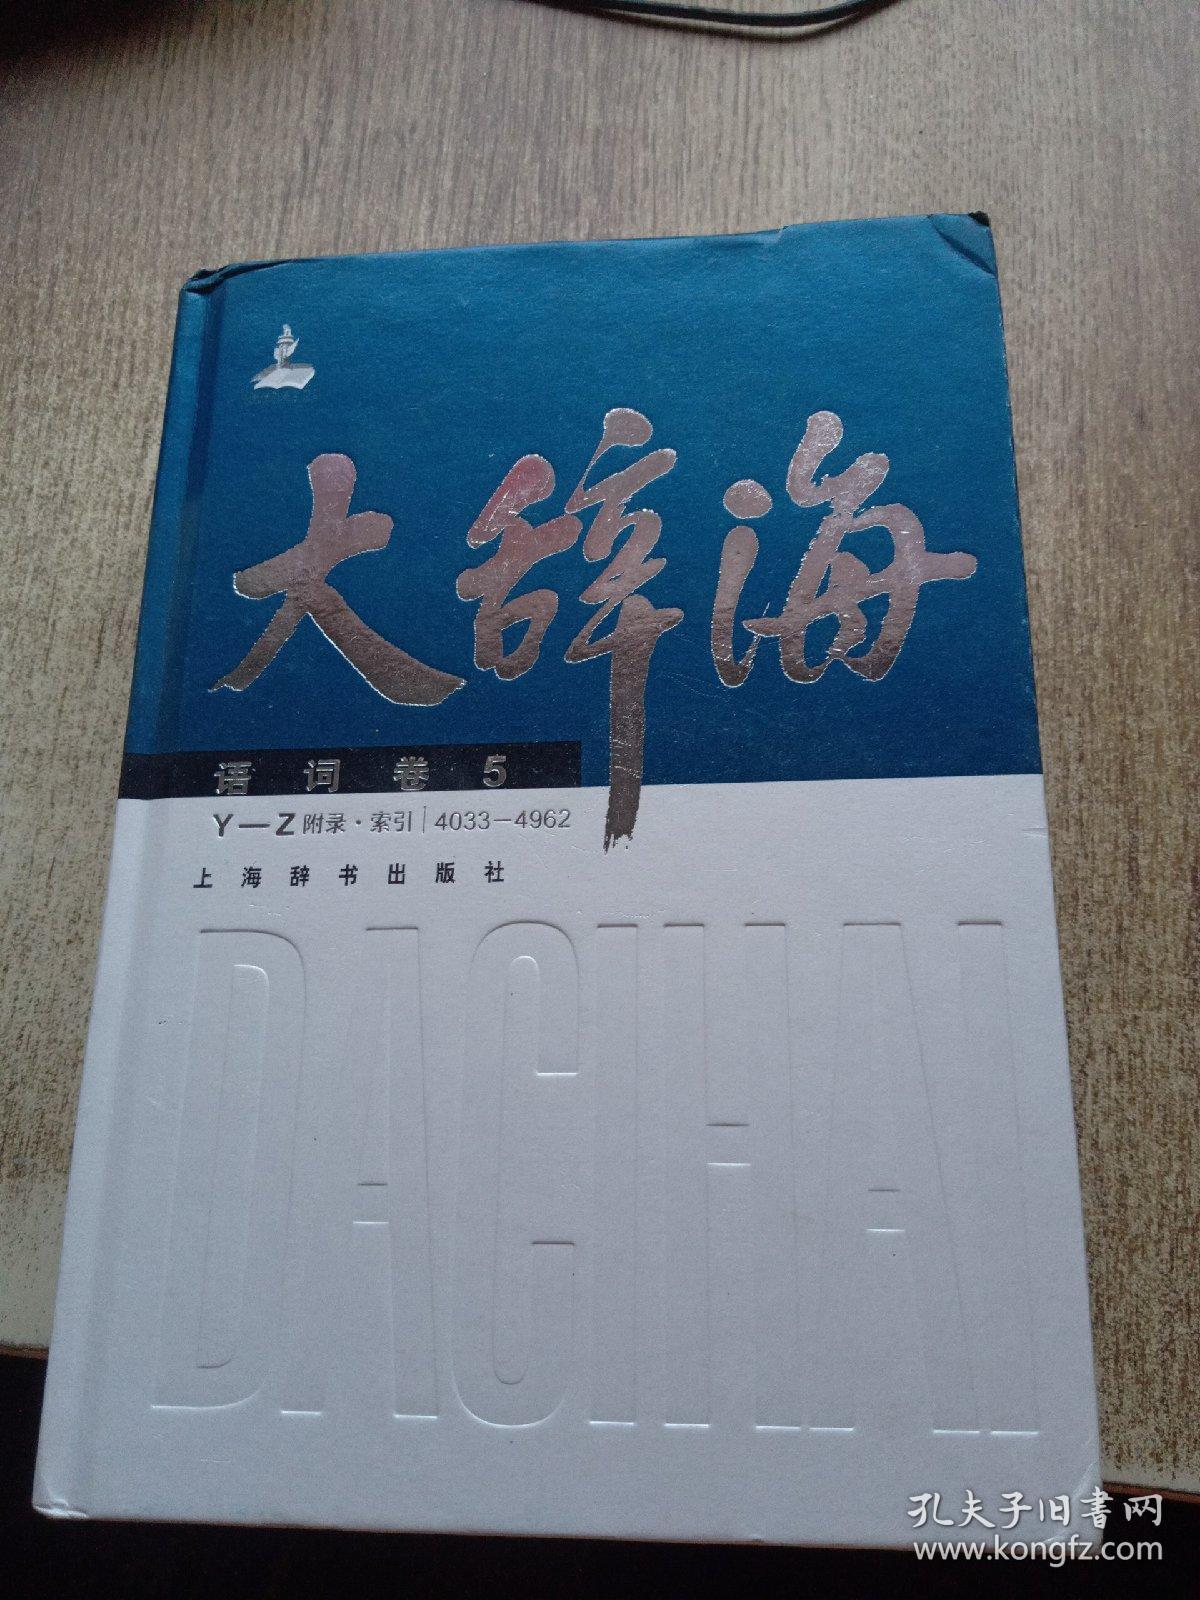 大辞海
语词卷5
Y—Z 附录·索引 | 4033—4962
上海辞书出版社
DACIHAI
孔夫子旧书网
www.kongfz.com